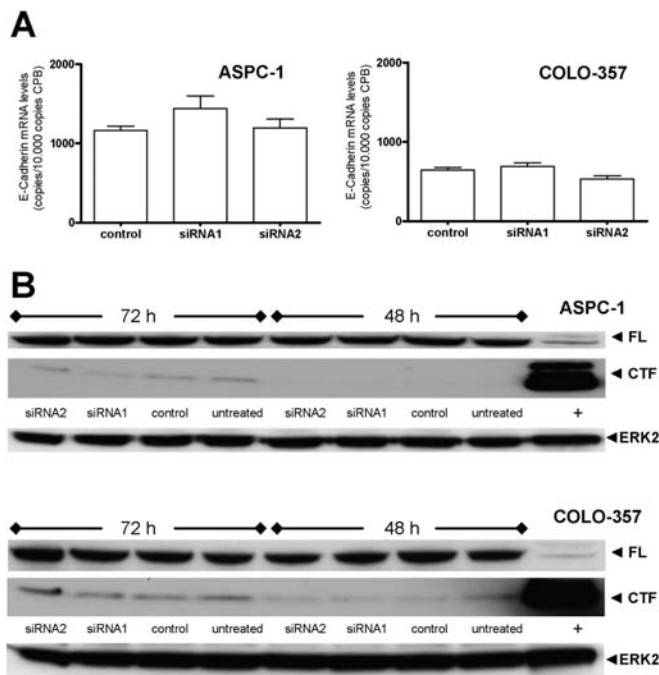 A
ASPC-1
E-Cadherin mRNA levels
(copies/10.000 copies CPB)
2000
1000
0
control siRNA1 siRNA2
COLO-357
E-Cadherin mRNA levels
(copies/10.000 copies CPB)
2000
1000
0
control siRNA1 siRNA2
B
72 h 48 h ASPC-1
FL
CTF
siRNA2 siRNA1 control untreated siRNA2 siRNA1 control untreated +
ERK2
72 h 48 h COLO-357
FL
CTF
siRNA2 siRNA1 control untreated siRNA2 siRNA1 control untreated +
ERK2